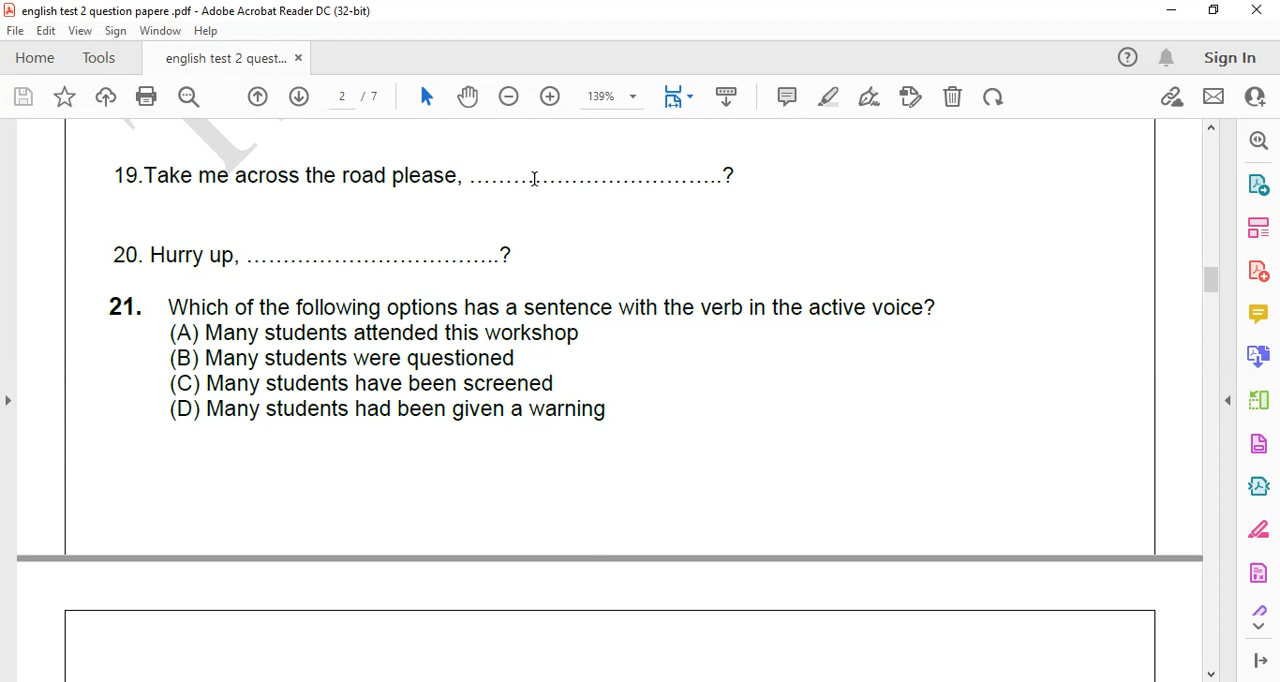 english test 2 question papere .pdf - Adobe Acrobat Reader DC (32-bit)
File Edit View Sign Window Help
Home Tools english test 2 quest... × Sign In
2 / 7 139%
19.Take me across the road please, ……………………………………?
20. Hurry up, ……………………………………?
21. Which of the following options has a sentence with the verb in the active voice?
(A) Many students attended this workshop
(B) Many students were questioned
(C) Many students have been screened
(D) Many students had been given a warning